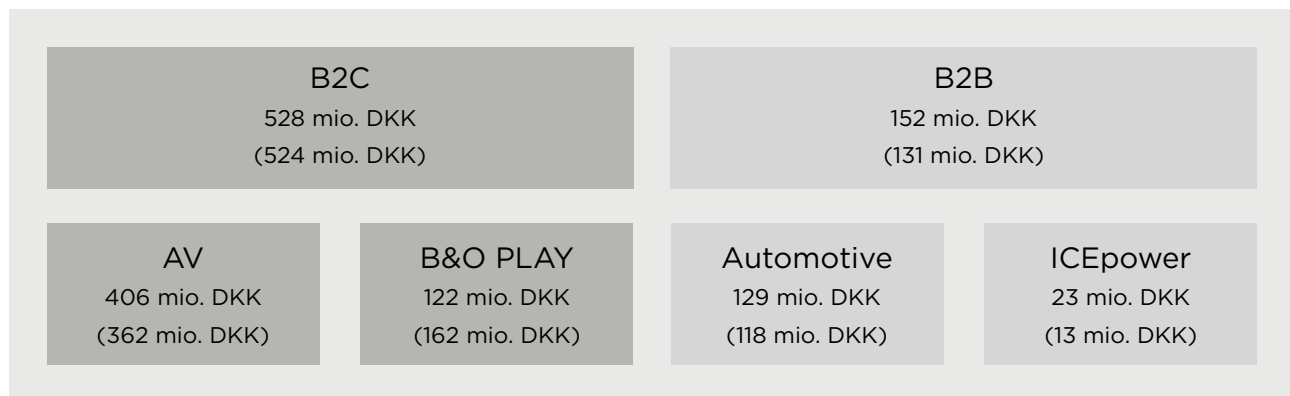 B2C
528 mio. DKK
(524 mio. DKK)
B2B
152 mio. DKK
(131 mio. DKK)
AV
406 mio. DKK
(362 mio. DKK)
B&O PLAY
122 mio. DKK
(162 mio. DKK)
Automotive
129 mio. DKK
(118 mio. DKK)
ICEpower
23 mio. DKK
(13 mio. DKK)